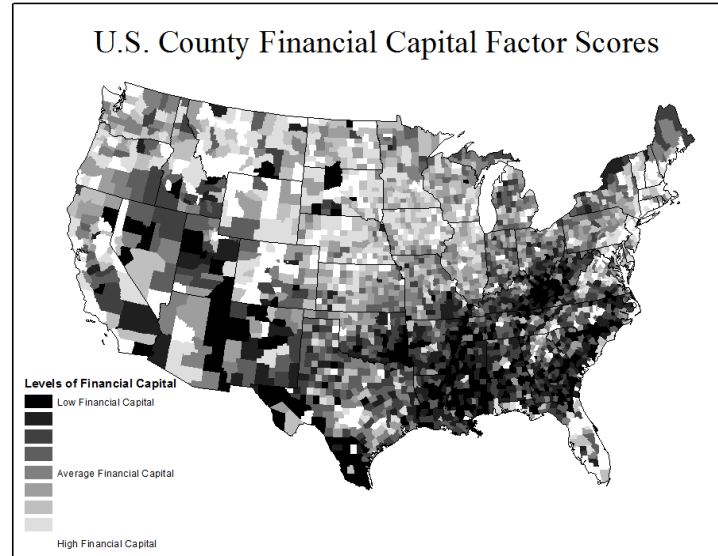 U.S. County Financial Capital Factor Scores
Levels of Financial Capital
Low Financial Capital
Average Financial Capital
High Financial Capital